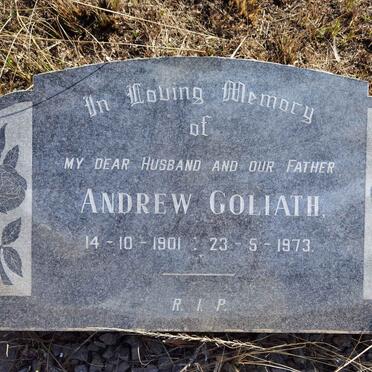 In Loving Memory
of
MY DEAR HUSBAND AND OUR FATHER
ANDREW GOLIATH.
14-10-1901 : 23-5-1973.
R.I.P.